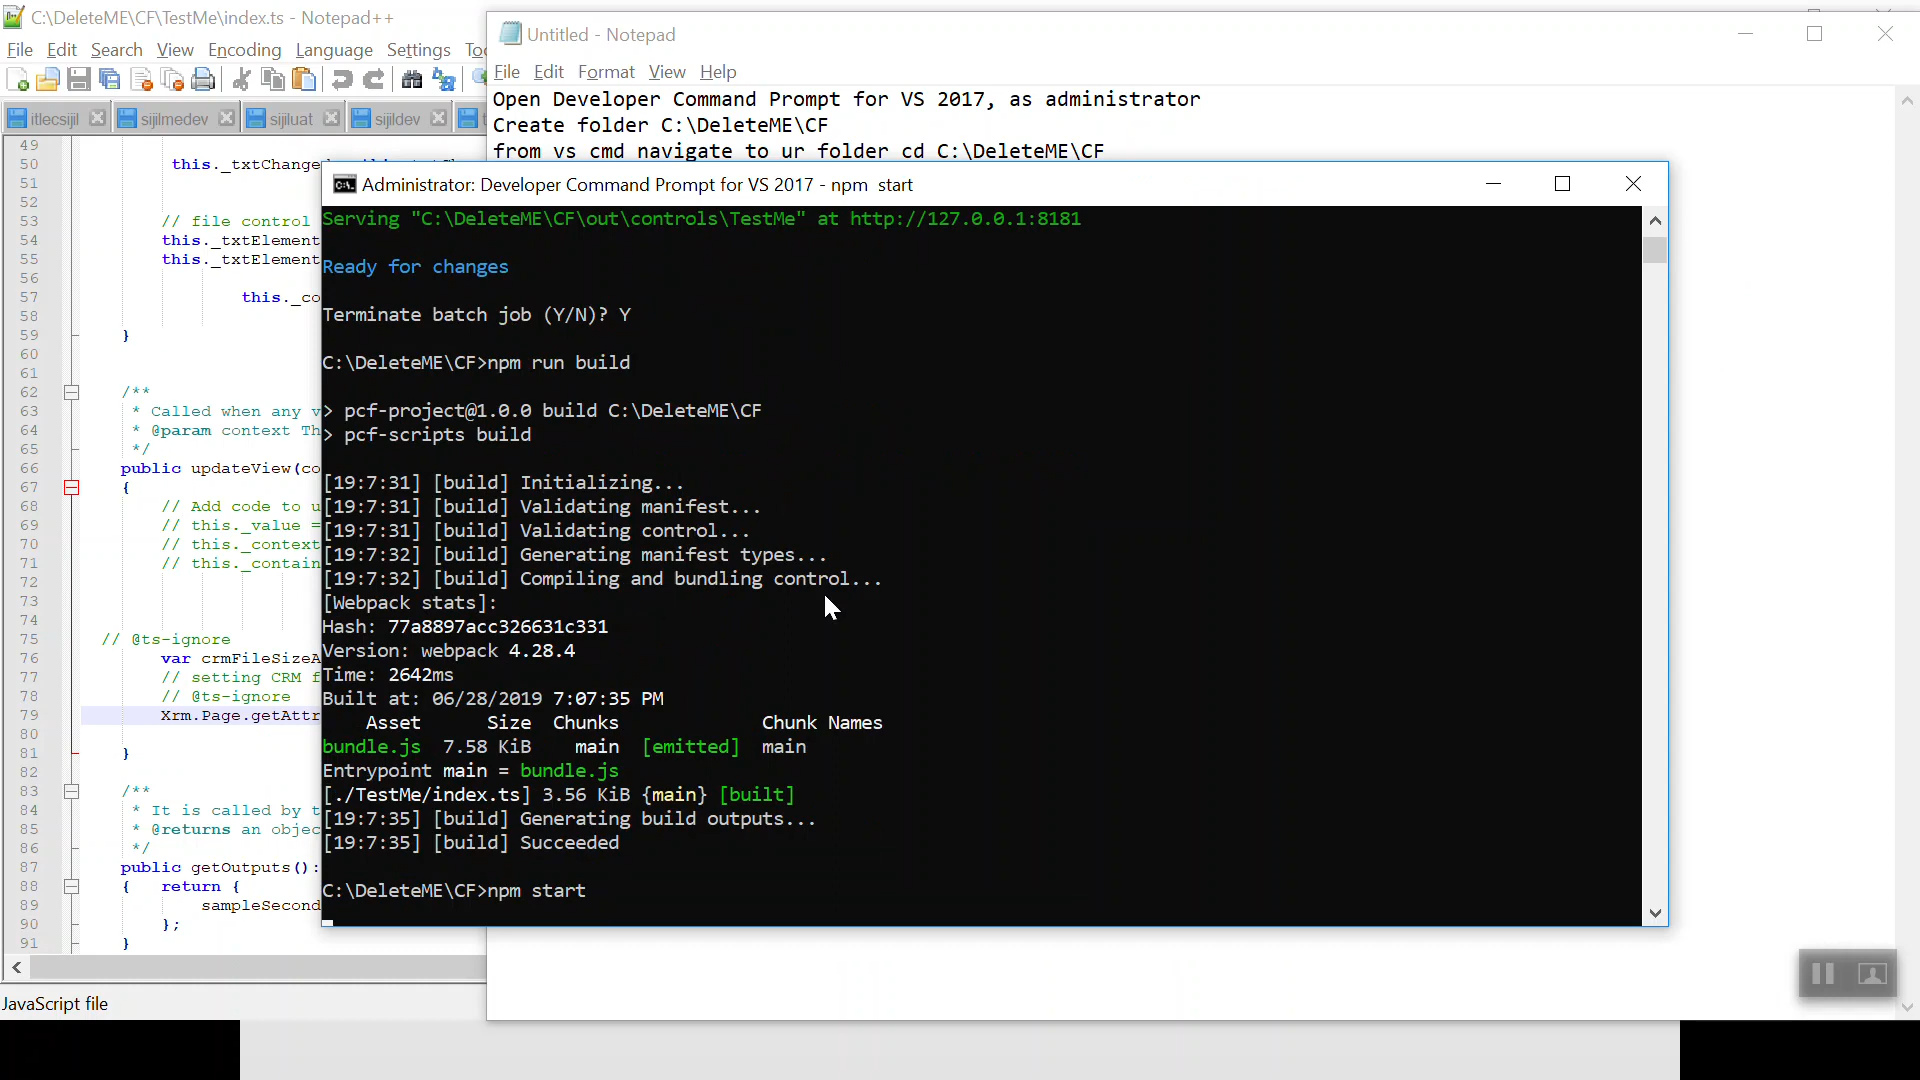 C:\DeleteME\CF\TestMe\index.ts - Notepad++
File Edit Search View Encoding Language Settings
itlecsijil sijilmedev sijiluat sijildev
49
50 this._txtChange
51
52
53 // file control
54 this._txtElement
55 this._txtElement
56
57 this._co
58
59 }
60
61
62 /**
63 * Called when any v
64 * @param context Th
65 */
66 public updateView(co
67 {
68 // Add code to u
69 // this._value =
70 // this._context
71 // this._contain
72
73
74
75 // @ts-ignore
76 var crmFileSizeA
77 // setting CRM f
78 // @ts-ignore
79 Xrm.Page.getAttr
80
81 }
82
83 /**
84 * It is called by t
85 * @returns an objec
86 */
87 public getOutputs():
88 { return {
89 sampleSecond
90 };
91 }
JavaScript file
Untitled - Notepad
File Edit Format View Help
Open Developer Command Prompt for VS 2017, as administrator
Create folder C:\DeleteME\CF
from vs cmd navigate to ur folder cd C:\DeleteME\CF
Administrator: Developer Command Prompt for VS 2017 - npm start
Serving "C:\DeleteME\CF\out\controls\TestMe" at http://127.0.0.1:8181
Ready for changes
Terminate batch job (Y/N)? Y
C:\DeleteME\CF>npm run build
> pcf-project@1.0.0 build C:\DeleteME\CF
> pcf-scripts build
[19:7:31] [build] Initializing...
[19:7:31] [build] Validating manifest...
[19:7:31] [build] Validating control...
[19:7:32] [build] Generating manifest types...
[19:7:32] [build] Compiling and bundling control...
[Webpack stats]:
Hash: 77a8897acc326631c331
Version: webpack 4.28.4
Time: 2642ms
Built at: 06/28/2019 7:07:35 PM
Asset Size Chunks Chunk Names
bundle.js 7.58 KiB main [emitted] main
Entrypoint main = bundle.js
[./TestMe/index.ts] 3.56 KiB {main} [built]
[19:7:35] [build] Generating build outputs...
[19:7:35] [build] Succeeded
C:\DeleteME\CF>npm start